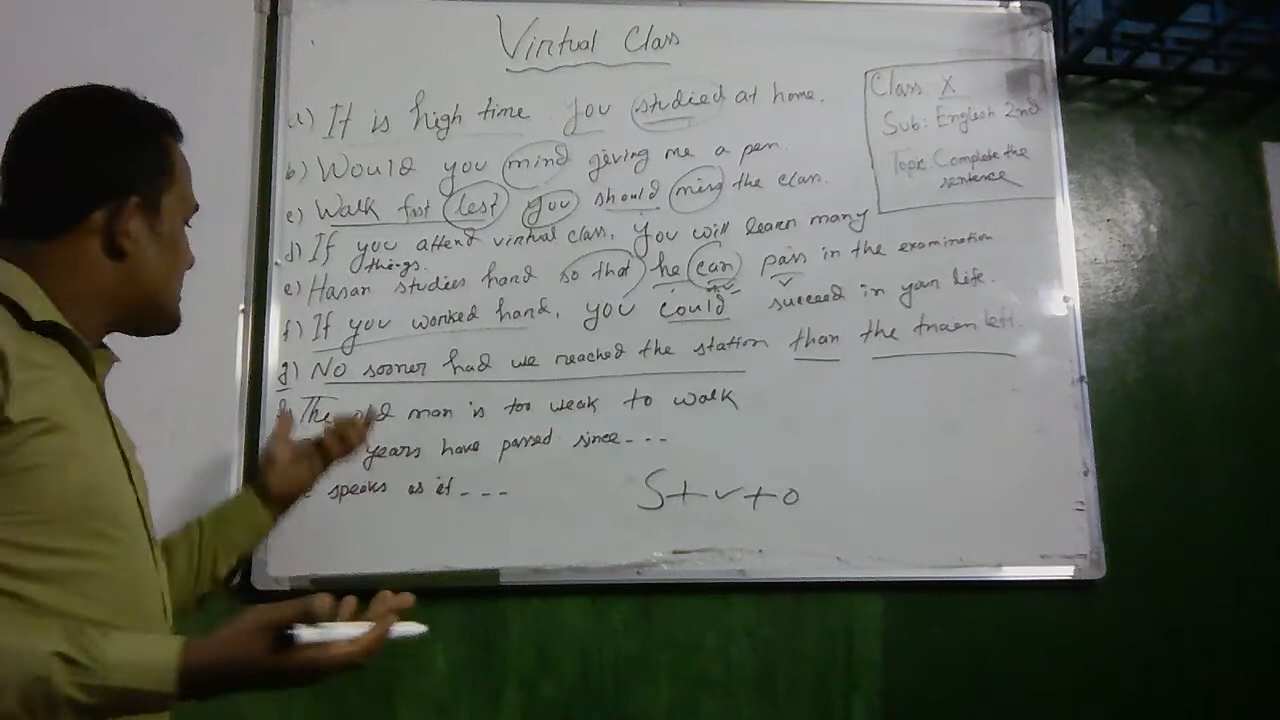 Virtual Class
Class X
Sub: English 2nd
Topic: Complete the
sentence
a) It is high time you studied at home.
b) Would you mind giving me a pen.
c) Walk fast lest you should miss the class.
d) If you attend virtual class, you will learn many
things.
e) Hasan studies hard so that he can pass in the examination
f) If you worked hard, you could succeed in your life.
g) No sooner had we reached the station than the train left.
The old man is too weak to walk
years have passed since---
speaks as if---
S+v+o